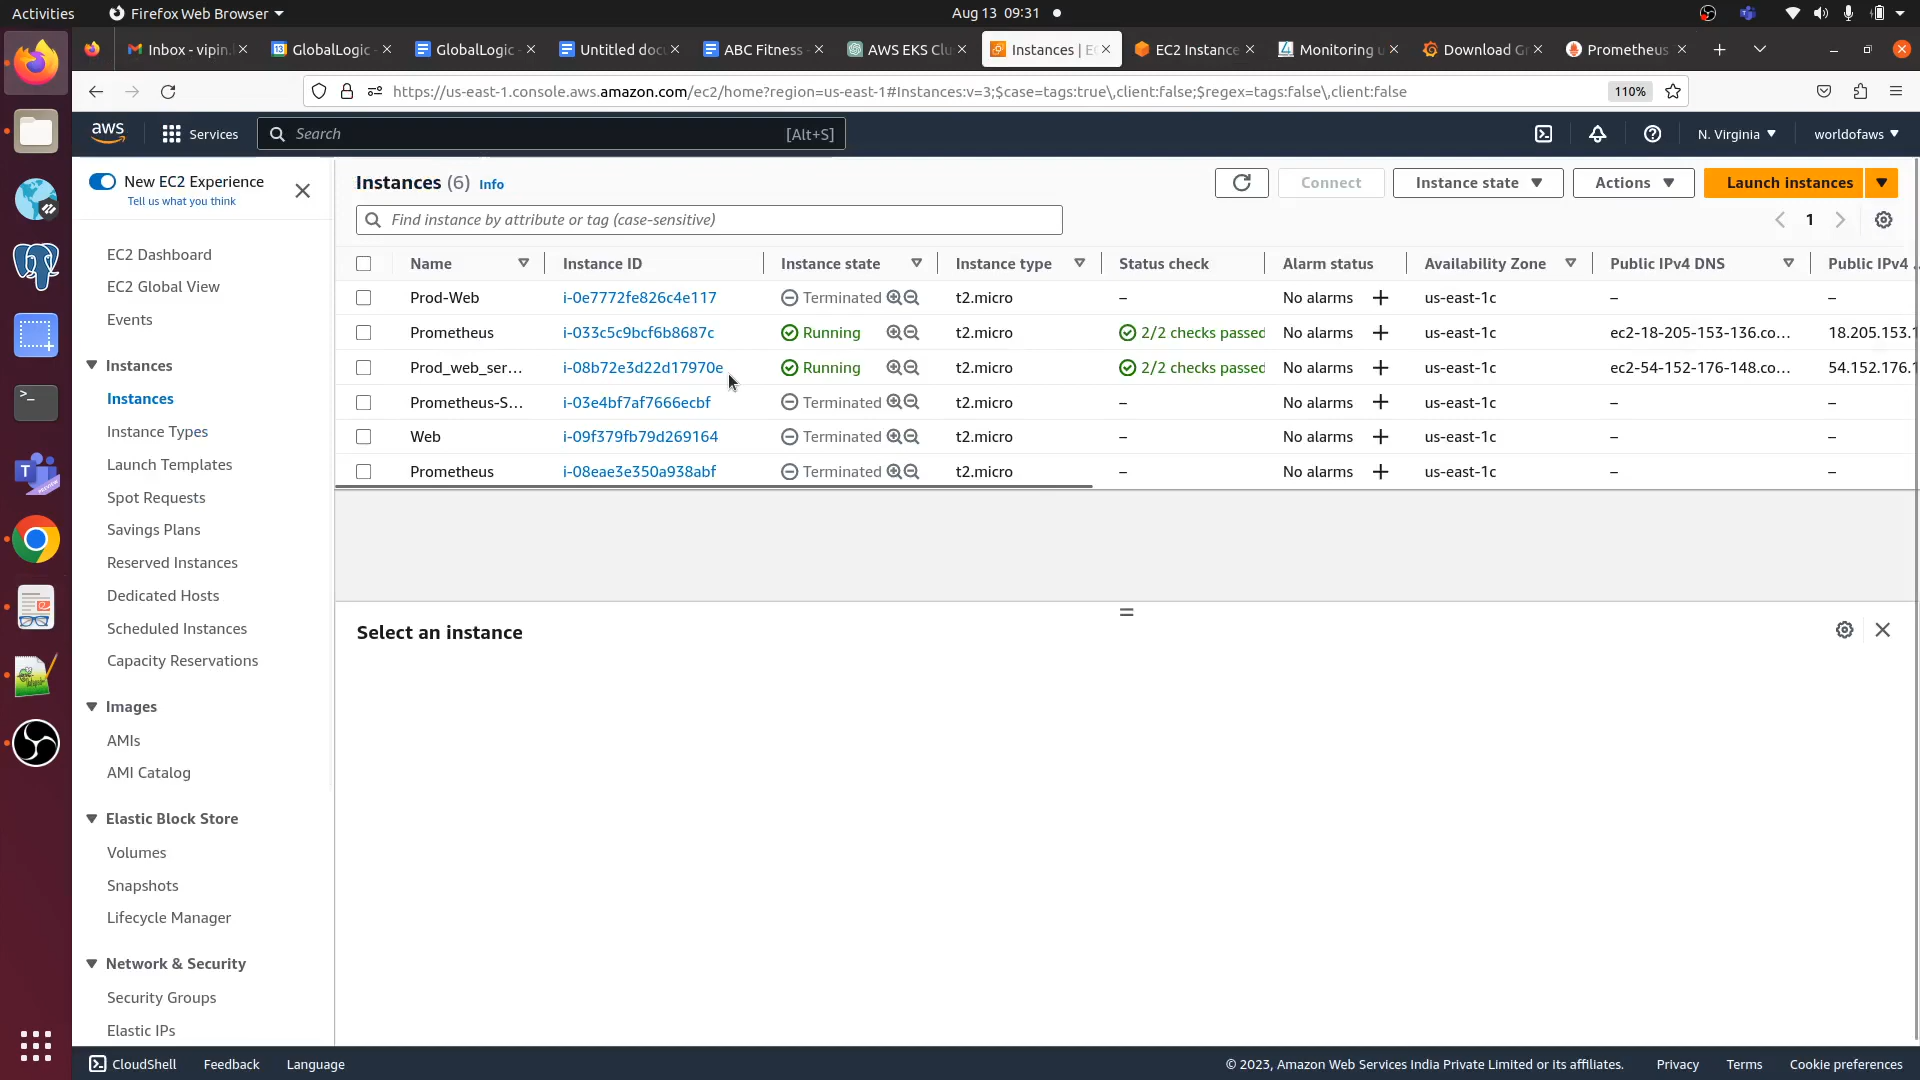 Activities
Firefox Web Browser
Aug 13 09:31
Inbox - vipin.
GlobalLogic -
GlobalLogic -
Untitled doc
ABC Fitness -
AWS EKS Clu
Instances | EC
EC2 Instance
Monitoring u
Download Gr
Prometheus
https://us-east-1.console.aws.amazon.com/ec2/home?region=us-east-1#Instances:v=3;$case=tags:true\,client:false;$regex=tags:false\,client:false
110%
aws
Services
Search
[Alt+S]
N. Virginia
worldofaws
New EC2 Experience
Tell us what you think
EC2 Dashboard
EC2 Global View
Events
Instances
Instances
Instance Types
Launch Templates
Spot Requests
Savings Plans
Reserved Instances
Dedicated Hosts
Scheduled Instances
Capacity Reservations
Images
AMIs
AMI Catalog
Elastic Block Store
Volumes
Snapshots
Lifecycle Manager
Network & Security
Security Groups
Elastic IPs
Instances (6) Info
Connect
Instance state
Actions
Launch instances
Find instance by attribute or tag (case-sensitive)
1
Name Instance ID Instance state Instance type Status check Alarm status Availability Zone Public IPv4 DNS Public IPv4 .
Prod-Web i-0e7772fe826c4e117 Terminated t2.micro – No alarms + us-east-1c – –
Prometheus i-033c5c9bcf6b8687c Running t2.micro 2/2 checks passed No alarms + us-east-1c ec2-18-205-153-136.co... 18.205.153.1
Prod_web_ser... i-08b72e3d22d17970e Running t2.micro 2/2 checks passed No alarms + us-east-1c ec2-54-152-176-148.co... 54.152.176.1
Prometheus-S... i-03e4bf7af7666ecbf Terminated t2.micro – No alarms + us-east-1c – –
Web i-09f379fb79d269164 Terminated t2.micro – No alarms + us-east-1c – –
Prometheus i-08eae3e350a938abf Terminated t2.micro – No alarms + us-east-1c – –
Select an instance
CloudShell
Feedback
Language
© 2023, Amazon Web Services India Private Limited or its affiliates.
Privacy
Terms
Cookie preferences